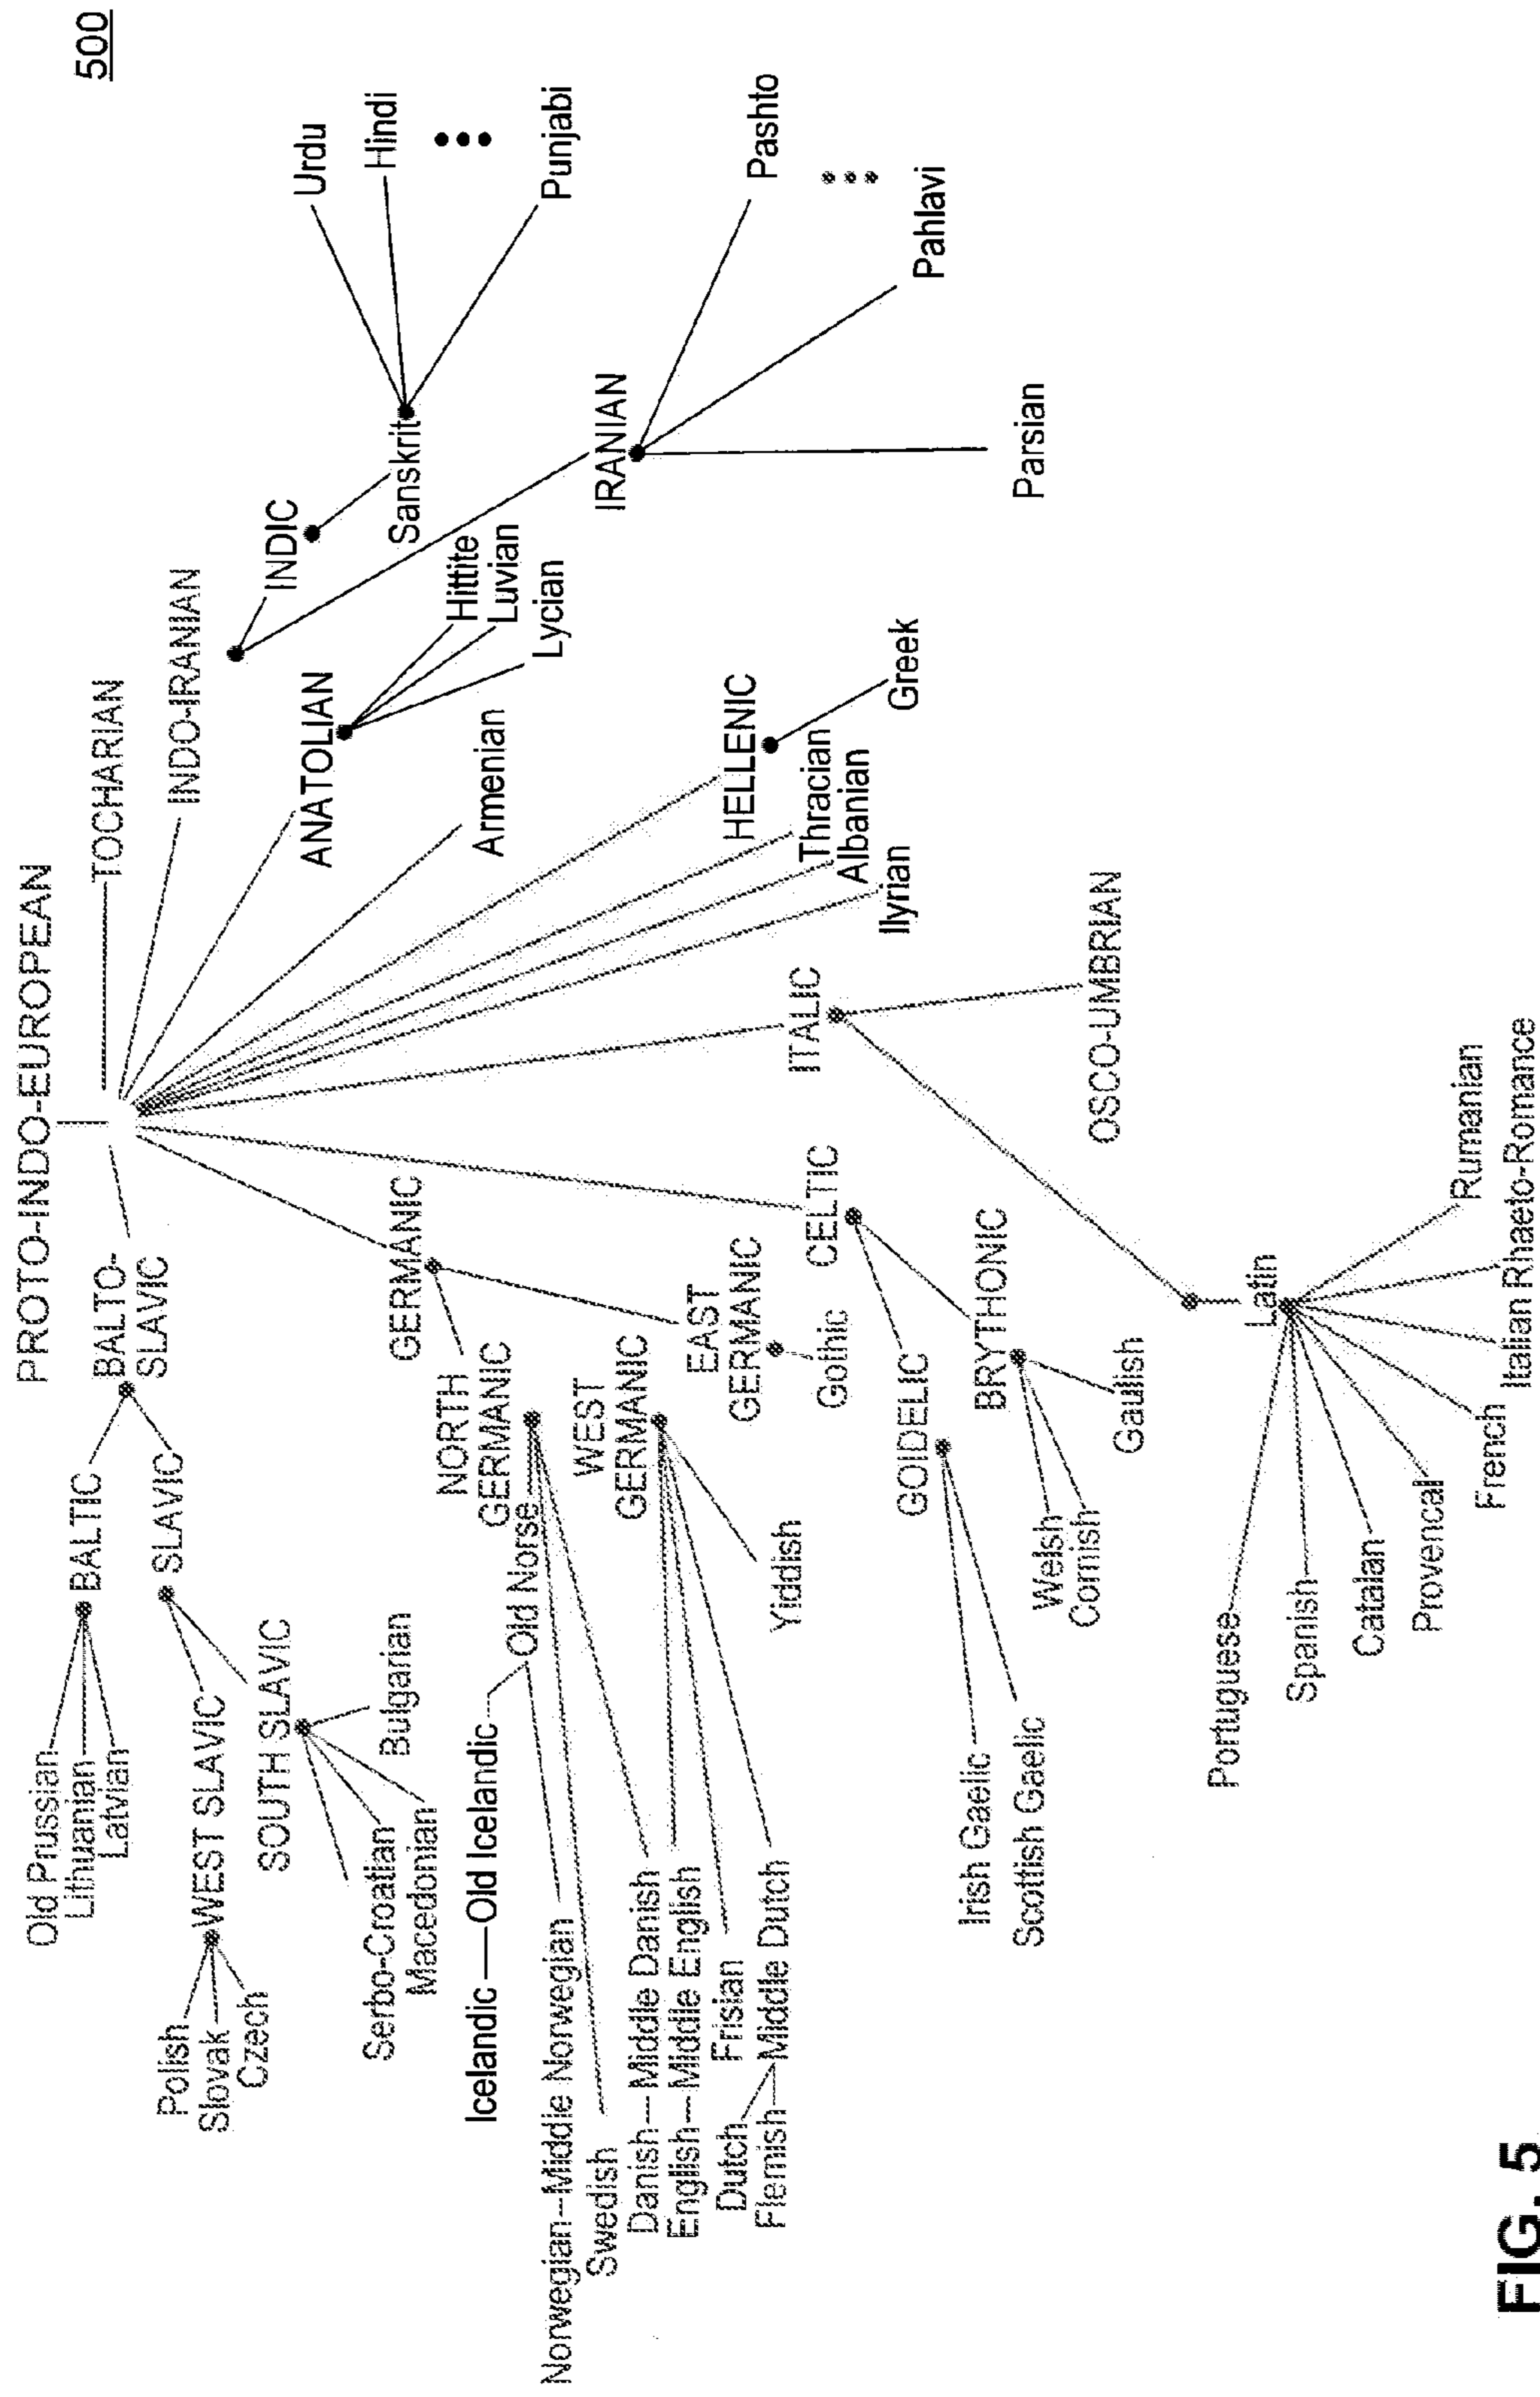 500
PROTO-INDO-EUROPEAN
TOCHARIAN
BALTO-
SLAVIC
INDO-IRANIAN
Old Prussian
Lithuanian
Latvian
BALTIC
SLAVIC
INDIC
Urdu
Hindi
Sanskrit
Punjabi
Polish
Slovak
Czech
WEST SLAVIC
SOUTH SLAVIC
Bulgarian
Serbo-Croatian
Macedonian
ANATOLIAN
Hittite
Luvian
Lycian
Armenian
IRANIAN
Pashto
Pahlavi
Parsian
GERMANIC
NORTH
GERMANIC
Icelandic
Old Icelandic
Old Norse
Norwegian
Middle Norwegian
Swedish
Danish
Middle Danish
WEST
GERMANIC
English
Middle English
Frisian
Dutch
Flemish
Middle Dutch
Yiddish
EAST
GERMANIC
Gothic
HELLENIC
Greek
Thracian
Albanian
Ilyrian
CELTIC
ITALIC
GOIDELIC
Irish Gaelic
Scottish Gaelic
BRYTHONIC
Welsh
Cornish
Gaulish
OSCO-UMBRIAN
Latin
Portuguese
Spanish
Catalan
Provencal
French
Italian
Rhaeto-Romance
Rumanian
FIG. 5